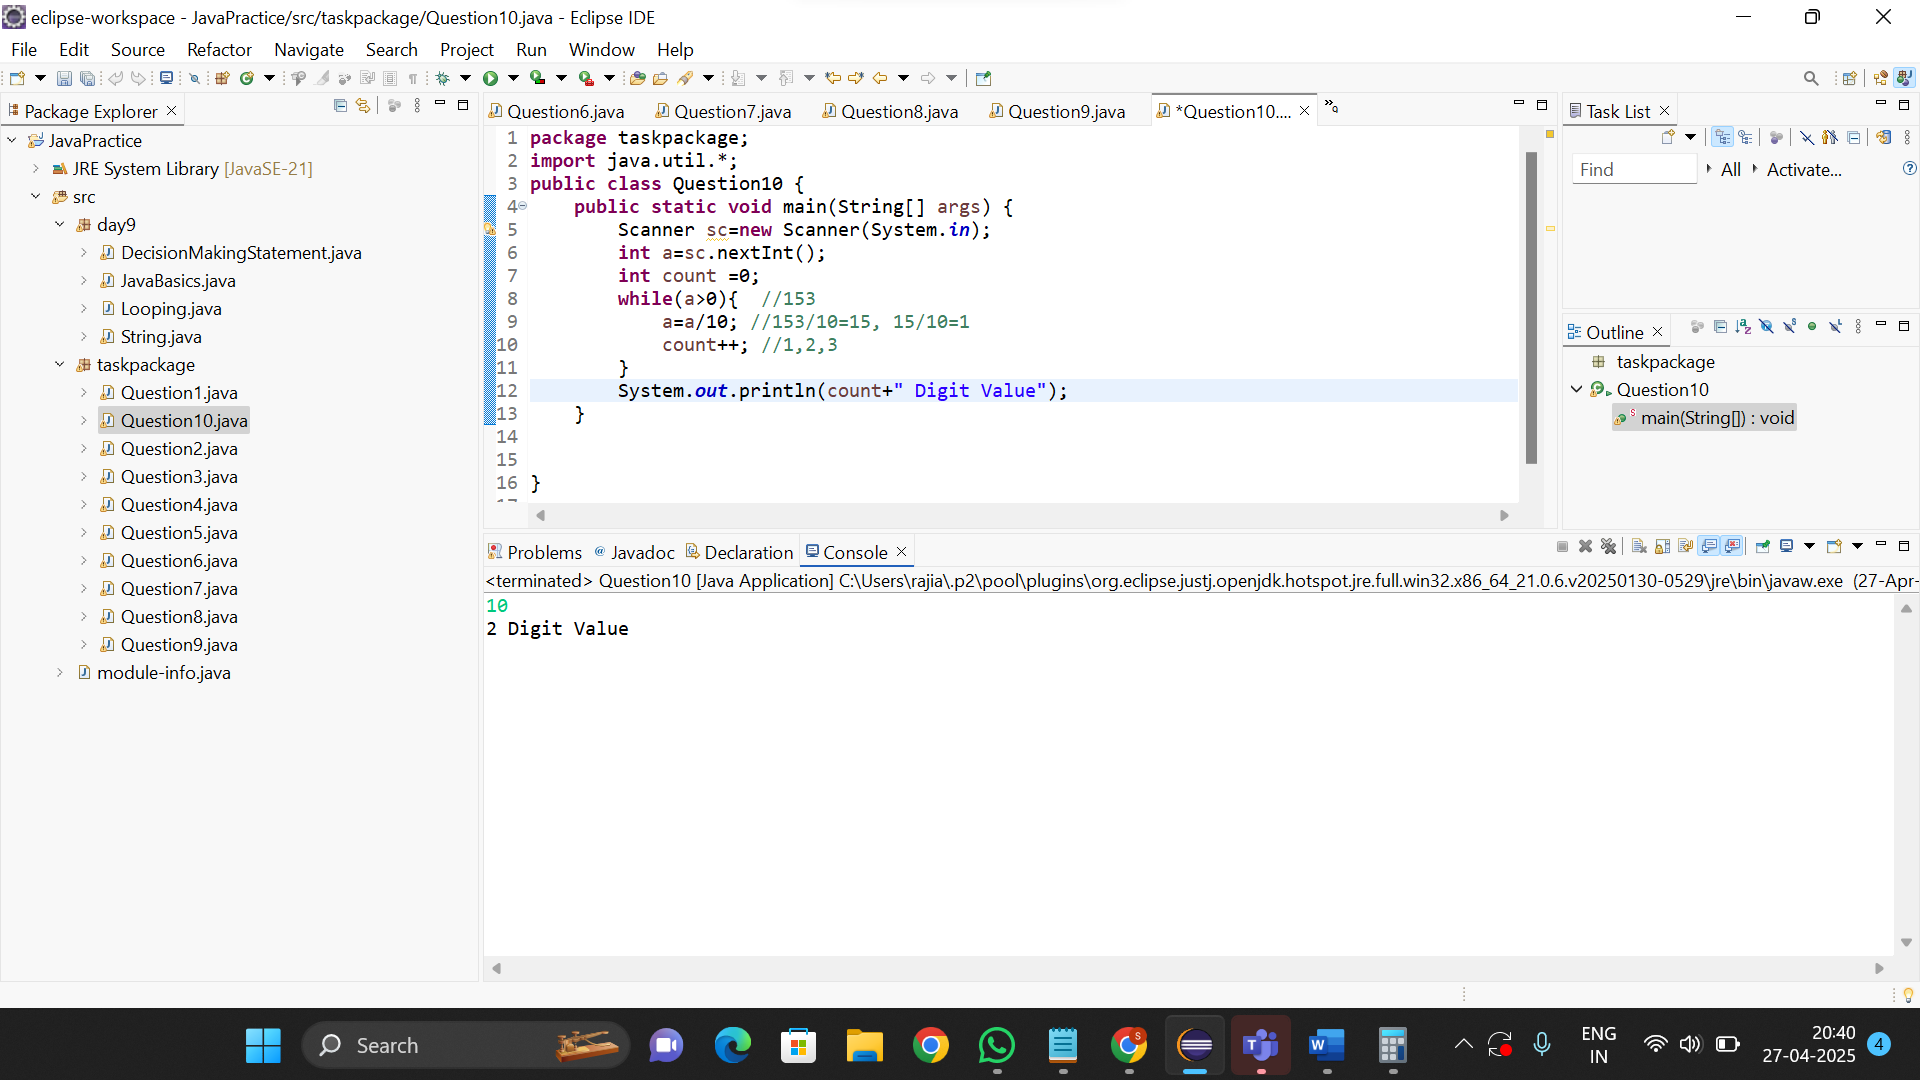 eclipse-workspace - JavaPractice/src/taskpackage/Question10.java - Eclipse IDE
File Edit Source Refactor Navigate Search Project Run Window Help
Package Explorer
JavaPractice
JRE System Library [JavaSE-21]
src
day9
DecisionMakingStatement.java
JavaBasics.java
Looping.java
String.java
taskpackage
Question1.java
Question10.java
Question2.java
Question3.java
Question4.java
Question5.java
Question6.java
Question7.java
Question8.java
Question9.java
module-info.java
Question6.java Question7.java Question8.java Question9.java *Question10....
1 package taskpackage;
2 import java.util.*;
3 public class Question10 {
4 public static void main(String[] args) {
5 Scanner sc=new Scanner(System.in);
6 int a=sc.nextInt();
7 int count =0;
8 while(a>0){  //153
9 a=a/10; //153/10=15, 15/10=1
10 count++; //1,2,3
11 }
12 System.out.println(count+" Digit Value");
13 }
14
15
16 }
17
Task List
Find All Activate...
Outline
taskpackage
Question10
main(String[]) : void
Problems Javadoc Declaration Console
<terminated> Question10 [Java Application] C:\Users\rajia\.p2\pool\plugins\org.eclipse.justj.openjdk.hotspot.jre.full.win32.x86_64_21.0.6.v20250130-0529\jre\bin\javaw.exe (27-Apr-
10
2 Digit Value
Search
ENG
IN
20:40
27-04-2025
4